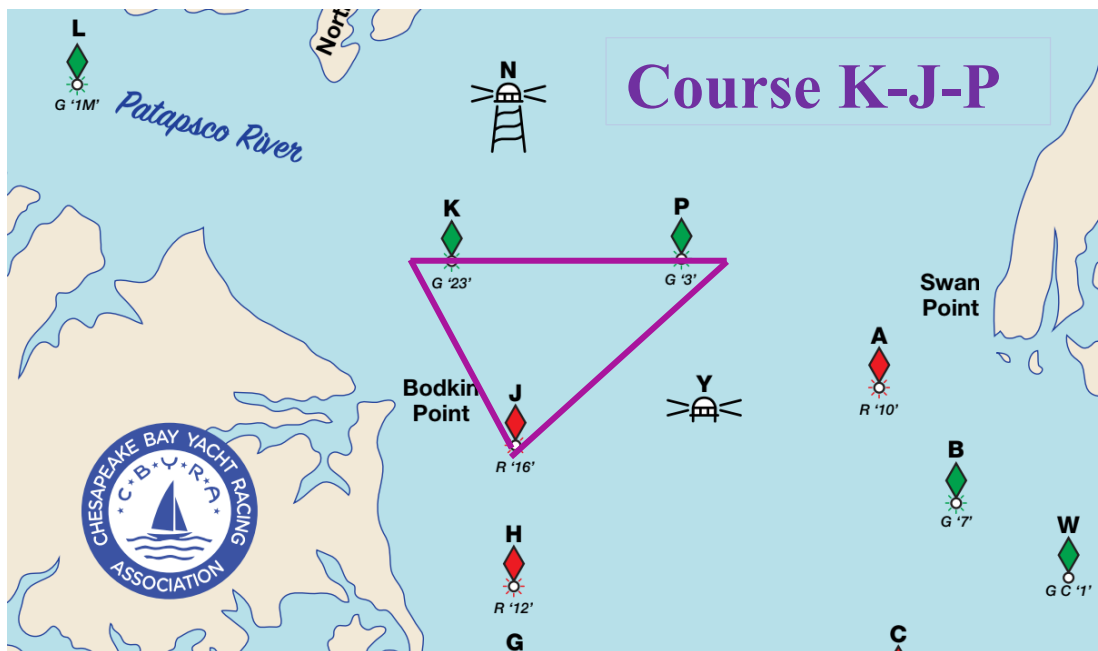 L
G ‘1M’
Patapsco River
North
N
Course K-J-P
K
G ‘23’
P
G ‘3’
Swan
Point
A
R ‘10’
Bodkin
Point
J
R ‘16’
Y
B
G ‘7’
CHESAPEAKE BAY YACHT RACING
ASSOCIATION
C★B★Y★R★A
H
R ‘12’
W
G C ‘1’
G
C